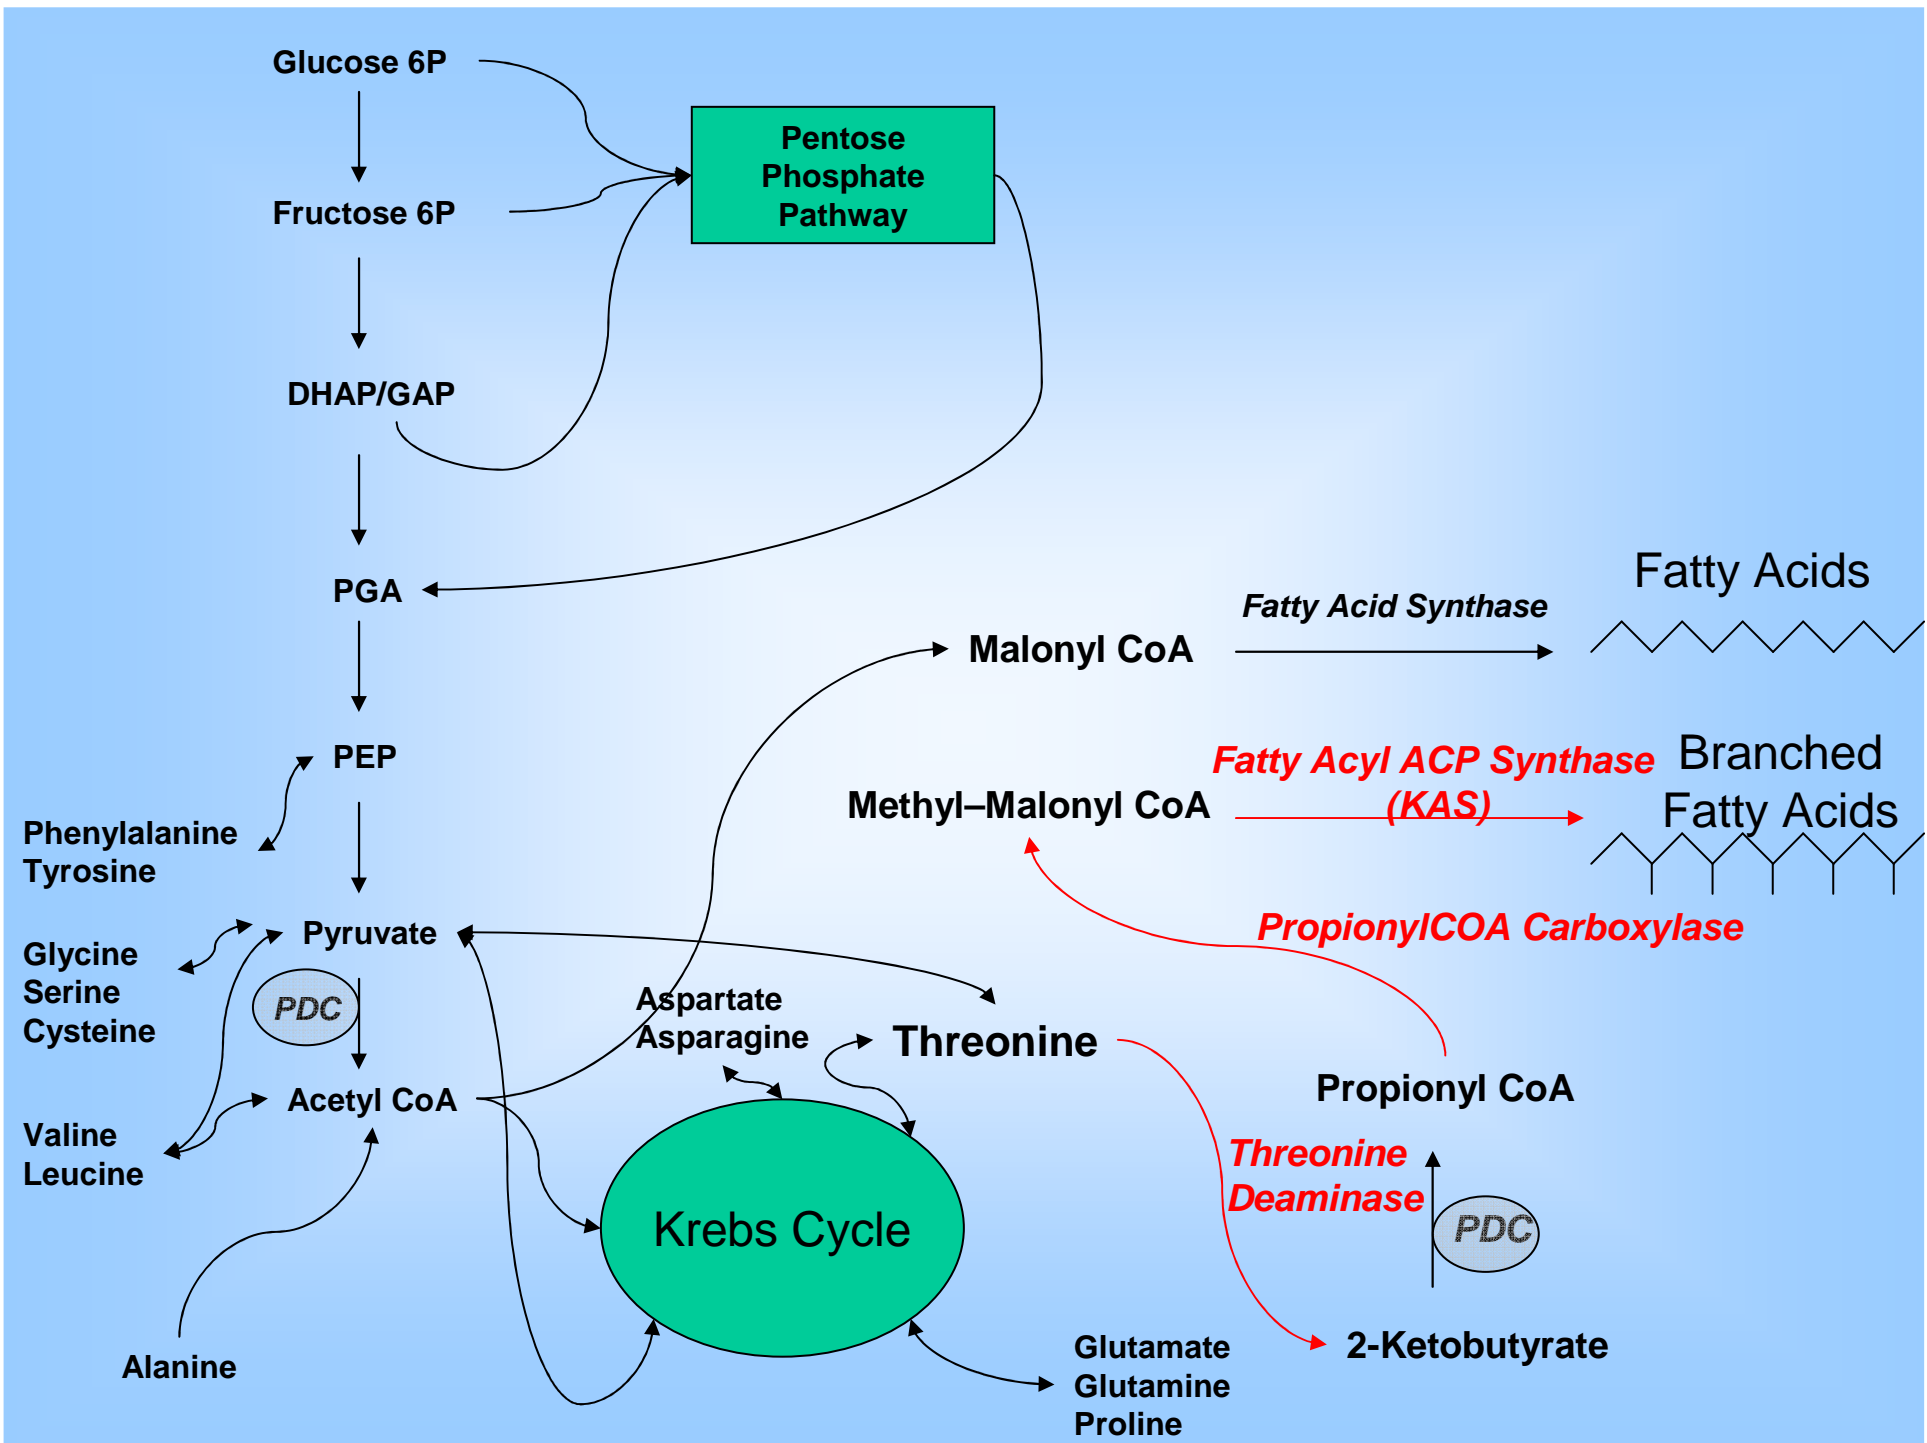 Glucose 6P
Pentose
Phosphate
Pathway
Fructose 6P
DHAP/GAP
PGA
Fatty Acids
Fatty Acid Synthase
Malonyl CoA
PEP
Fatty Acyl ACP Synthase
(KAS)
Branched
Fatty Acids
Methyl–Malonyl CoA
Phenylalanine
Tyrosine
Pyruvate
PropionylCOA Carboxylase
Glycine
Serine
Cysteine
PDC
Aspartate
Asparagine
Threonine
Propionyl CoA
Acetyl CoA
Valine
Leucine
Threonine
Deaminase
PDC
Krebs Cycle
Alanine
Glutamate
Glutamine
Proline
2-Ketobutyrate